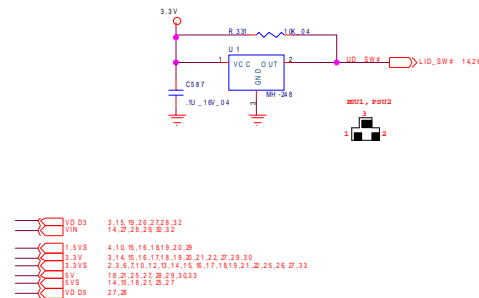 3.3V
R 331 10K_04
U 1
1 VCC OUT 2
GND
LID_SW# LID_SW# 14,26
C587
MH-248
.1U_16V_04
3
PSU1, PSU2
3
1 2
VDD3 3,15,19,26,27,28,32
VIN 14,27,28,29,30,32
1.5VS 4,10,15,16,18,19,20,29
3.3V 3,14,15,16,17,18,19,20,21,22,27,29,30
3.3VS 2,3,6,7,10,12,13,14,15,16,17,18,19,21,22,25,26,27,33
5V 18,21,25,27,28,29,30,33
5VS 14,15,18,21,25,27
VDD5 27,28